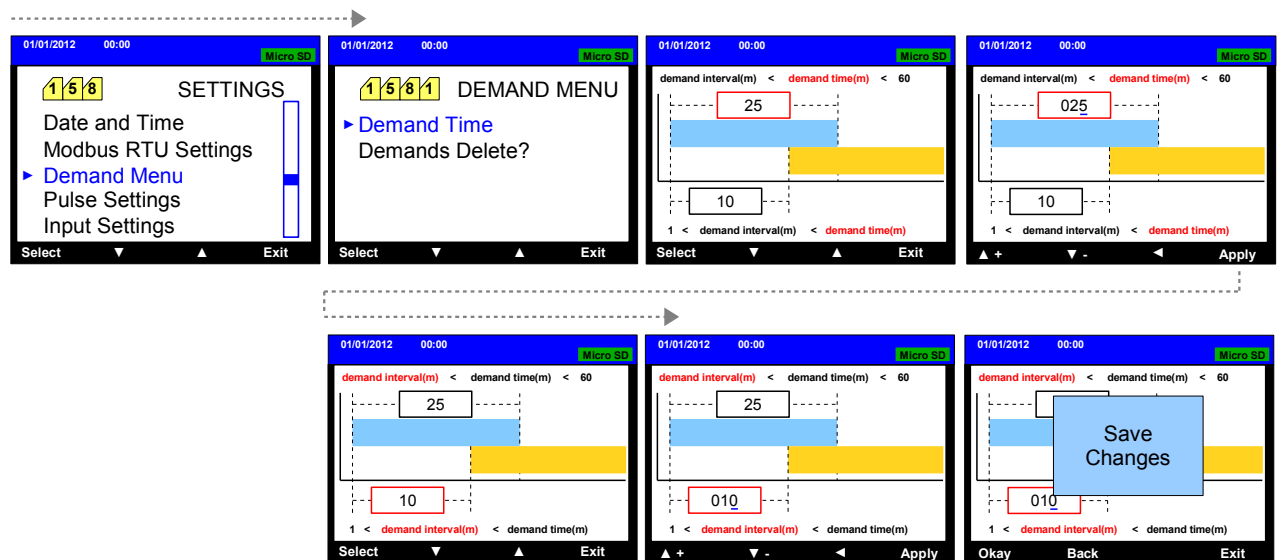 01/01/2012 00:00
Micro SD
1 5 8 SETTINGS
Date and Time
Modbus RTU Settings
► Demand Menu
Pulse Settings
Input Settings
Select ▼ ▲ Exit
01/01/2012 00:00
Micro SD
1 5 8 1 DEMAND MENU
► Demand Time
Demands Delete?
Select ▼ ▲ Exit
01/01/2012 00:00
Micro SD
demand interval(m) < demand time(m) < 60
25
10
1 < demand interval(m) < demand time(m)
Select ▼ ▲ Exit
01/01/2012 00:00
Micro SD
demand interval(m) < demand time(m) < 60
025
10
1 < demand interval(m) < demand time(m)
▲ + ▼ - ◄ Apply
01/01/2012 00:00
Micro SD
demand interval(m) < demand time(m) < 60
25
10
1 < demand interval(m) < demand time(m)
Select ▼ ▲ Exit
01/01/2012 00:00
Micro SD
demand interval(m) < demand time(m) < 60
25
010
1 < demand interval(m) < demand time(m)
▲ + ▼ - ◄ Apply
01/01/2012 00:00
Micro SD
demand interval(m) < demand time(m) < 60
Save
Changes
010
1 < demand interval(m) < demand time(m)
Okay Back Exit